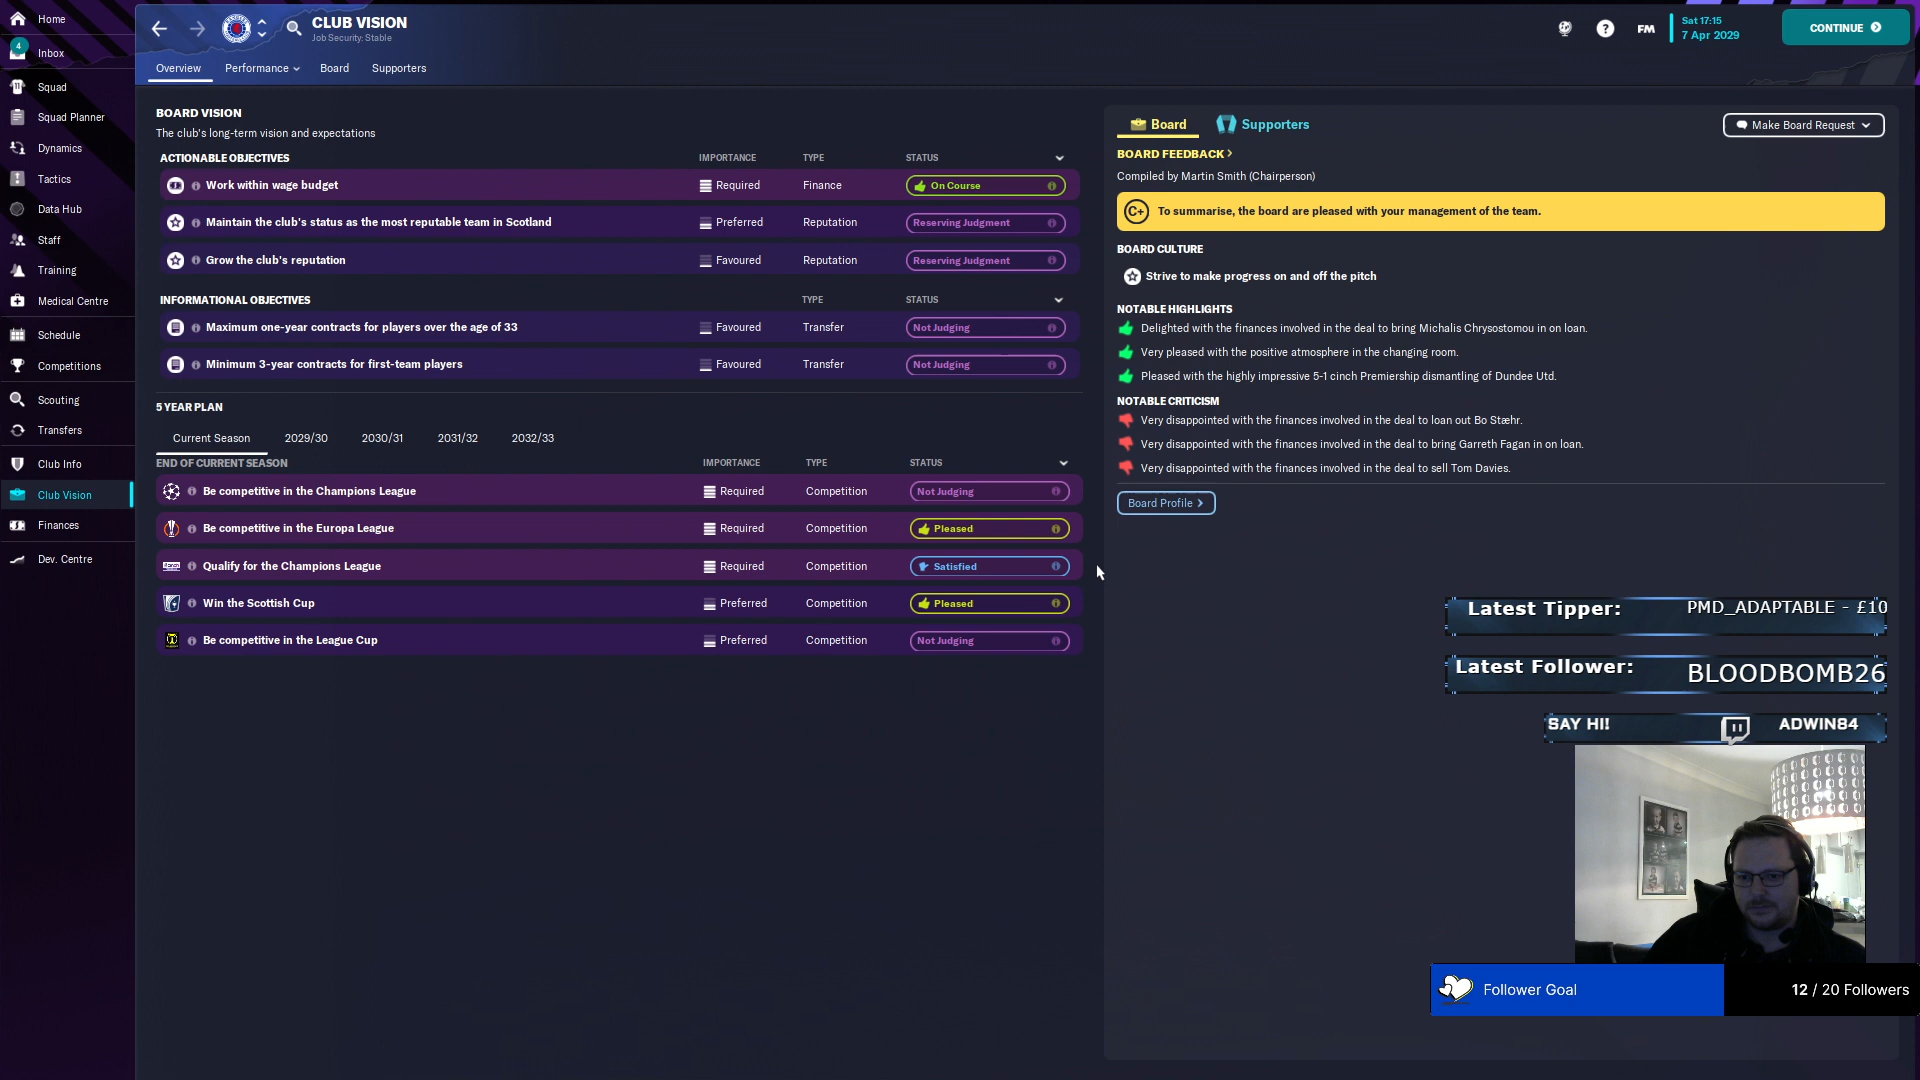 Home
4
Inbox
Squad
Squad Planner
Dynamics
Tactics
Data Hub
Staff
Training
Medical Centre
Schedule
Competitions
Scouting
Transfers
Club Info
Club Vision
Finances
Dev. Centre
CLUB VISION
Job Security: Stable
?
FM
Sat 17:15
7 Apr 2029
CONTINUE
Overview Performance Board Supporters
BOARD VISION
The club's long-term vision and expectations
ACTIONABLE OBJECTIVES IMPORTANCE TYPE STATUS
Work within wage budget Required Finance On Course
Maintain the club's status as the most reputable team in Scotland Preferred Reputation Reserving Judgment
Grow the club's reputation Favoured Reputation Reserving Judgment
INFORMATIONAL OBJECTIVES TYPE STATUS
Maximum one-year contracts for players over the age of 33 Favoured Transfer Not Judging
Minimum 3-year contracts for first-team players Favoured Transfer Not Judging
5 YEAR PLAN
Current Season 2029/30 2030/31 2031/32 2032/33
END OF CURRENT SEASON IMPORTANCE TYPE STATUS
Be competitive in the Champions League Required Competition Not Judging
Be competitive in the Europa League Required Competition Pleased
Qualify for the Champions League Required Competition Satisfied
Win the Scottish Cup Preferred Competition Pleased
Be competitive in the League Cup Preferred Competition Not Judging
Board Supporters Make Board Request
BOARD FEEDBACK
Compiled by Martin Smith (Chairperson)
C+ To summarise, the board are pleased with your management of the team.
BOARD CULTURE
Strive to make progress on and off the pitch
NOTABLE HIGHLIGHTS
Delighted with the finances involved in the deal to bring Michalis Chrysostomou in on loan.
Very pleased with the positive atmosphere in the changing room.
Pleased with the highly impressive 5-1 cinch Premiership dismantling of Dundee Utd.
NOTABLE CRITICISM
Very disappointed with the finances involved in the deal to loan out Bo Stæhr.
Very disappointed with the finances involved in the deal to bring Garreth Fagan in on loan.
Very disappointed with the finances involved in the deal to sell Tom Davies.
Board Profile
Latest Tipper: PMD_ADAPTABLE - £10
Latest Follower: BLOODBOMB26
SAY HI! ADWIN84
Follower Goal 12 / 20 Followers